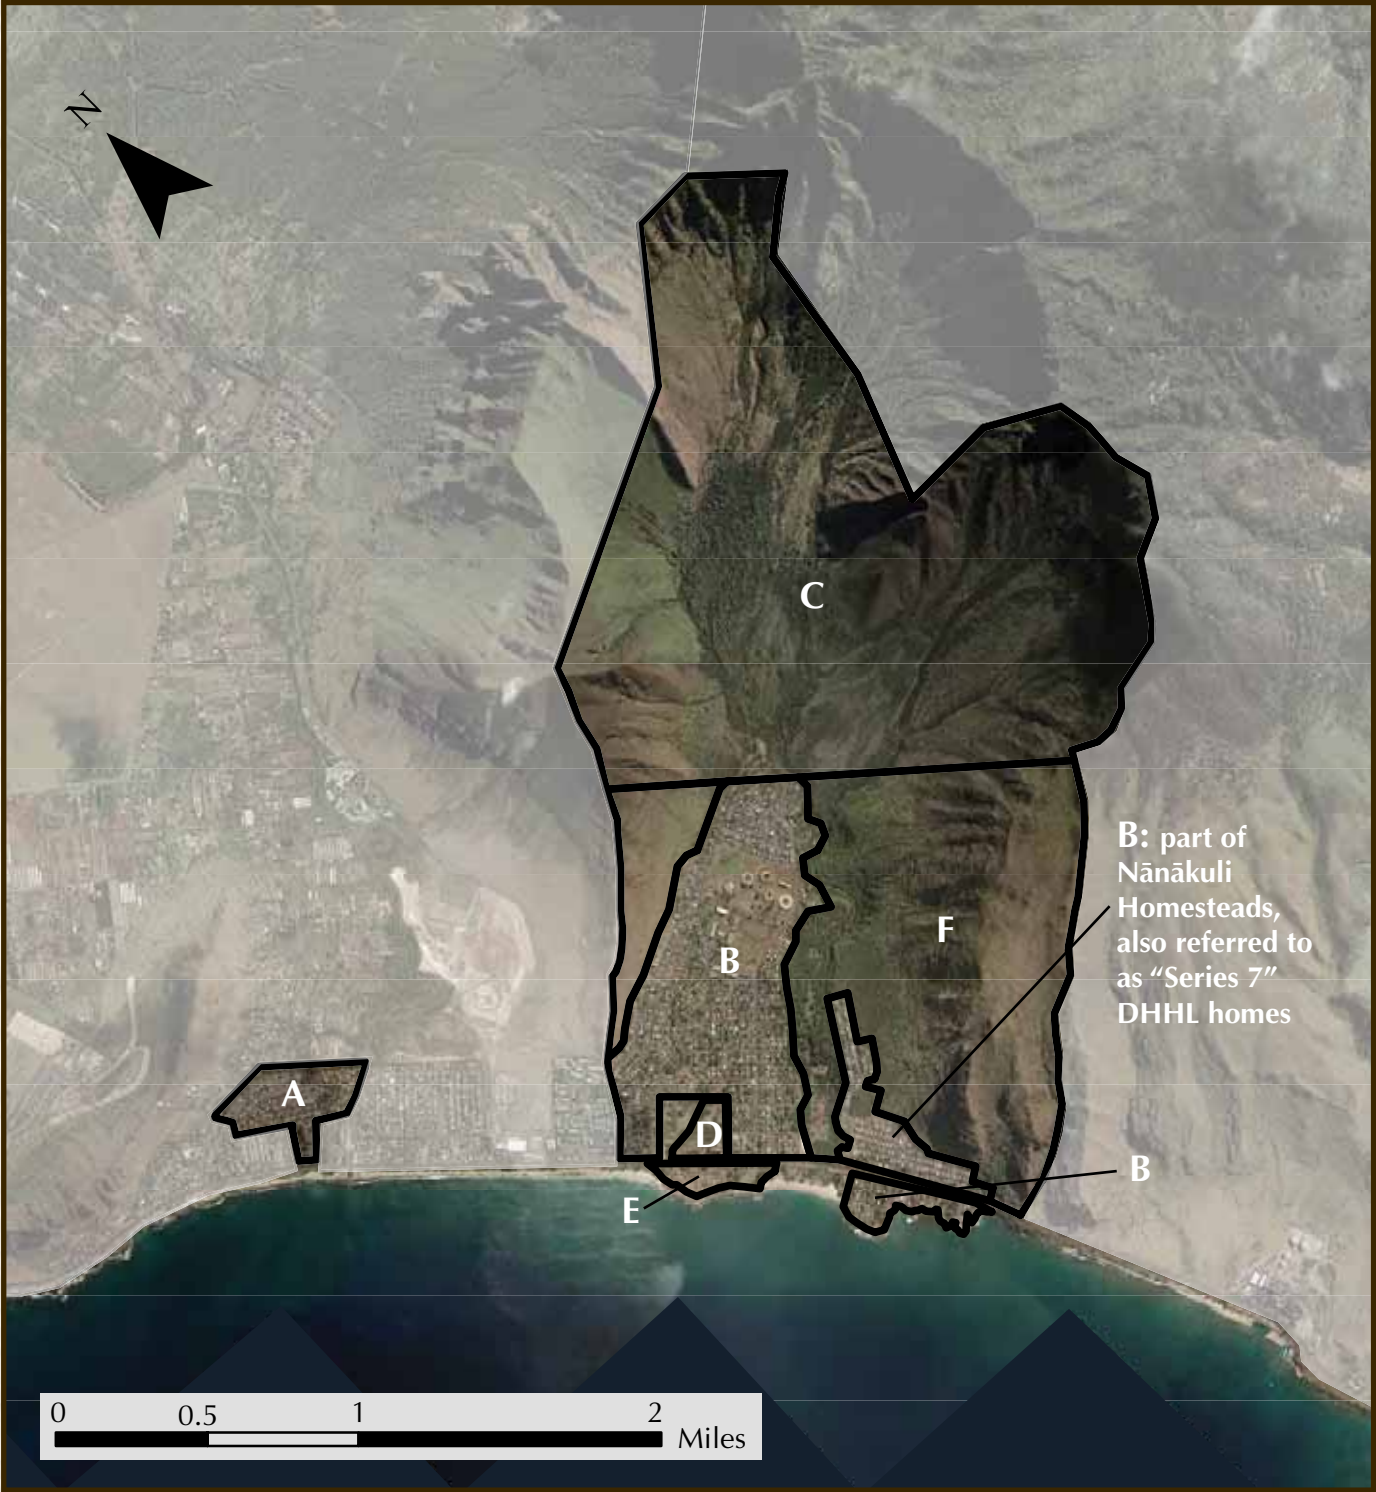 N
C
B: part of
Nānākuli
Homesteads,
also referred to
as “Series 7”
DHHL homes
F
B
A
D
B
E
0 0.5 1 2
Miles